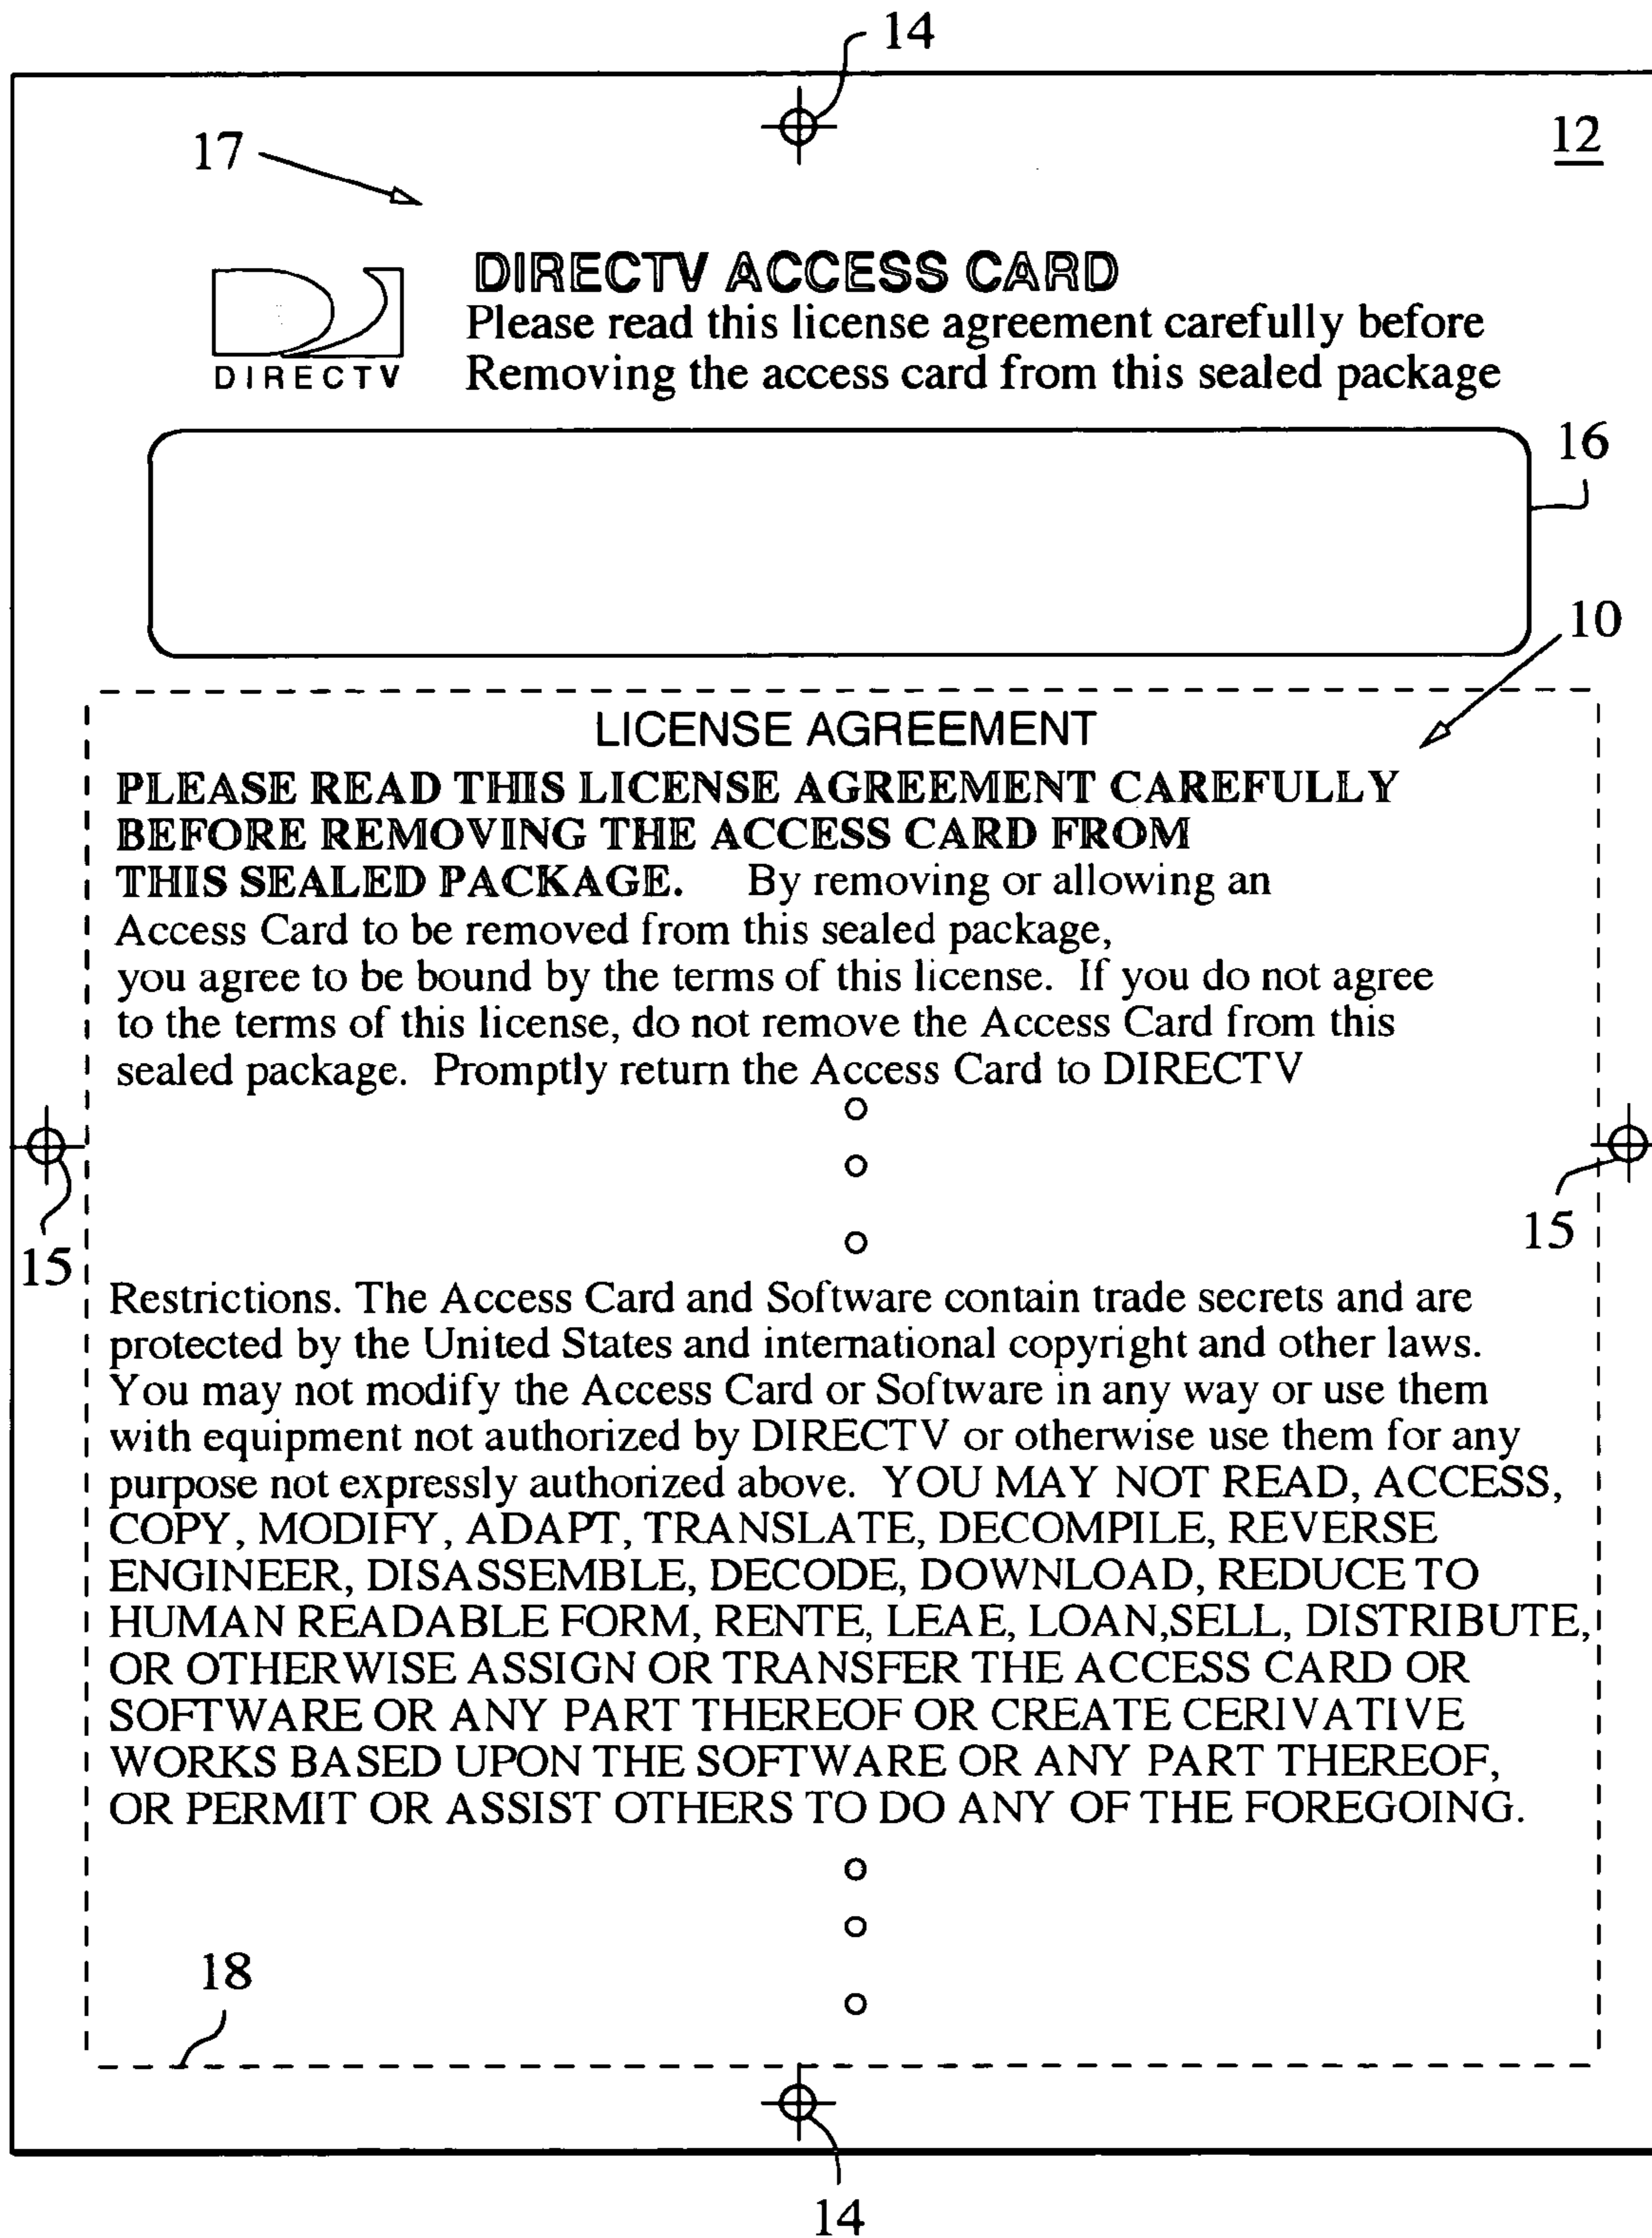 14
17
12
DIRECTV ACCESS CARD
Please read this license agreement carefully before
DIRECTV
Removing the access card from this sealed package
16
10
LICENSE AGREEMENT
PLEASE READ THIS LICENSE AGREEMENT CAREFULLY
BEFORE REMOVING THE ACCESS CARD FROM
THIS SEALED PACKAGE. By removing or allowing an
Access Card to be removed from this sealed package,
you agree to be bound by the terms of this license. If you do not agree
to the terms of this license, do not remove the Access Card from this
sealed package. Promptly return the Access Card to DIRECTV
15
15
Restrictions. The Access Card and Software contain trade secrets and are
protected by the United States and international copyright and other laws.
You may not modify the Access Card or Software in any way or use them
with equipment not authorized by DIRECTV or otherwise use them for any
purpose not expressly authorized above. YOU MAY NOT READ, ACCESS,
COPY, MODIFY, ADAPT, TRANSLATE, DECOMPILE, REVERSE
ENGINEER, DISASSEMBLE, DECODE, DOWNLOAD, REDUCE TO
HUMAN READABLE FORM, RENTE, LEAE, LOAN,SELL, DISTRIBUTE,
OR OTHERWISE ASSIGN OR TRANSFER THE ACCESS CARD OR
SOFTWARE OR ANY PART THEREOF OR CREATE CERIVATIVE
WORKS BASED UPON THE SOFTWARE OR ANY PART THEREOF,
OR PERMIT OR ASSIST OTHERS TO DO ANY OF THE FOREGOING.
18
14